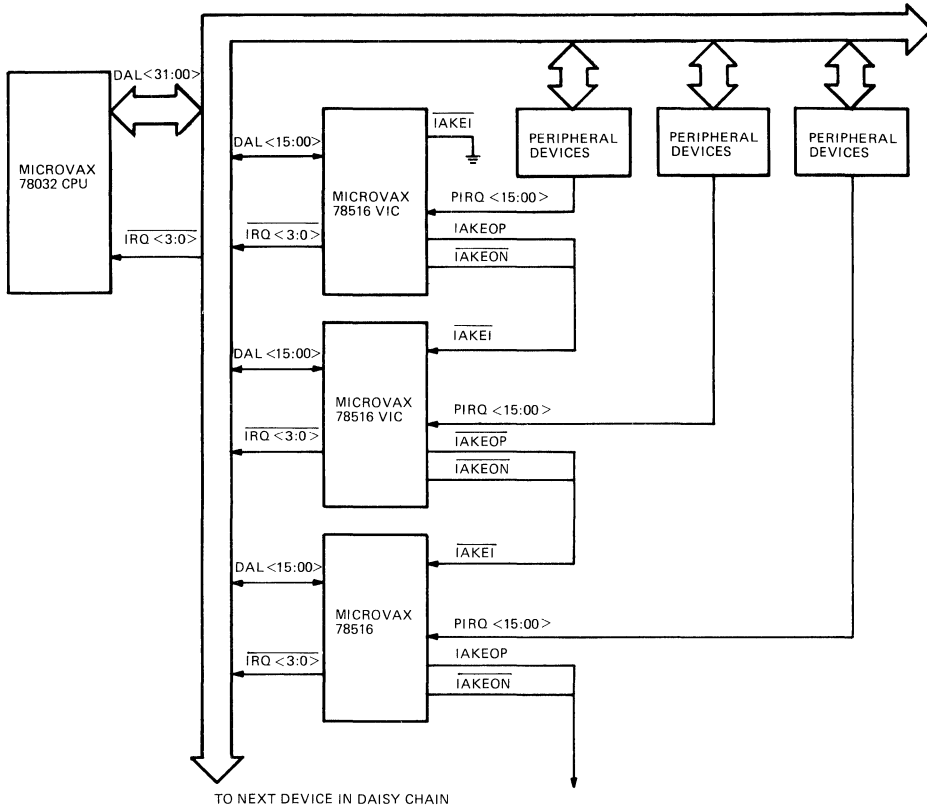 DAL<31:00>
MICROVAX
78032 CPU
IRQ <3:0>
DAL<15:00>
IRQ <3:0>
MICROVAX
78516 VIC
IAKEI
PIRQ <15:00>
IAKEOP
IAKEON
PERIPHERAL
DEVICES
PERIPHERAL
DEVICES
PERIPHERAL
DEVICES
DAL<15:00>
IRQ <3:0>
MICROVAX
78516 VIC
IAKEI
PIRQ <15:00>
IAKEOP
IAKEON
DAL<15:00>
IRQ <3:0>
MICROVAX
78516
IAKEI
PIRQ <15:00>
IAKEOP
IAKEON
TO NEXT DEVICE IN DAISY CHAIN